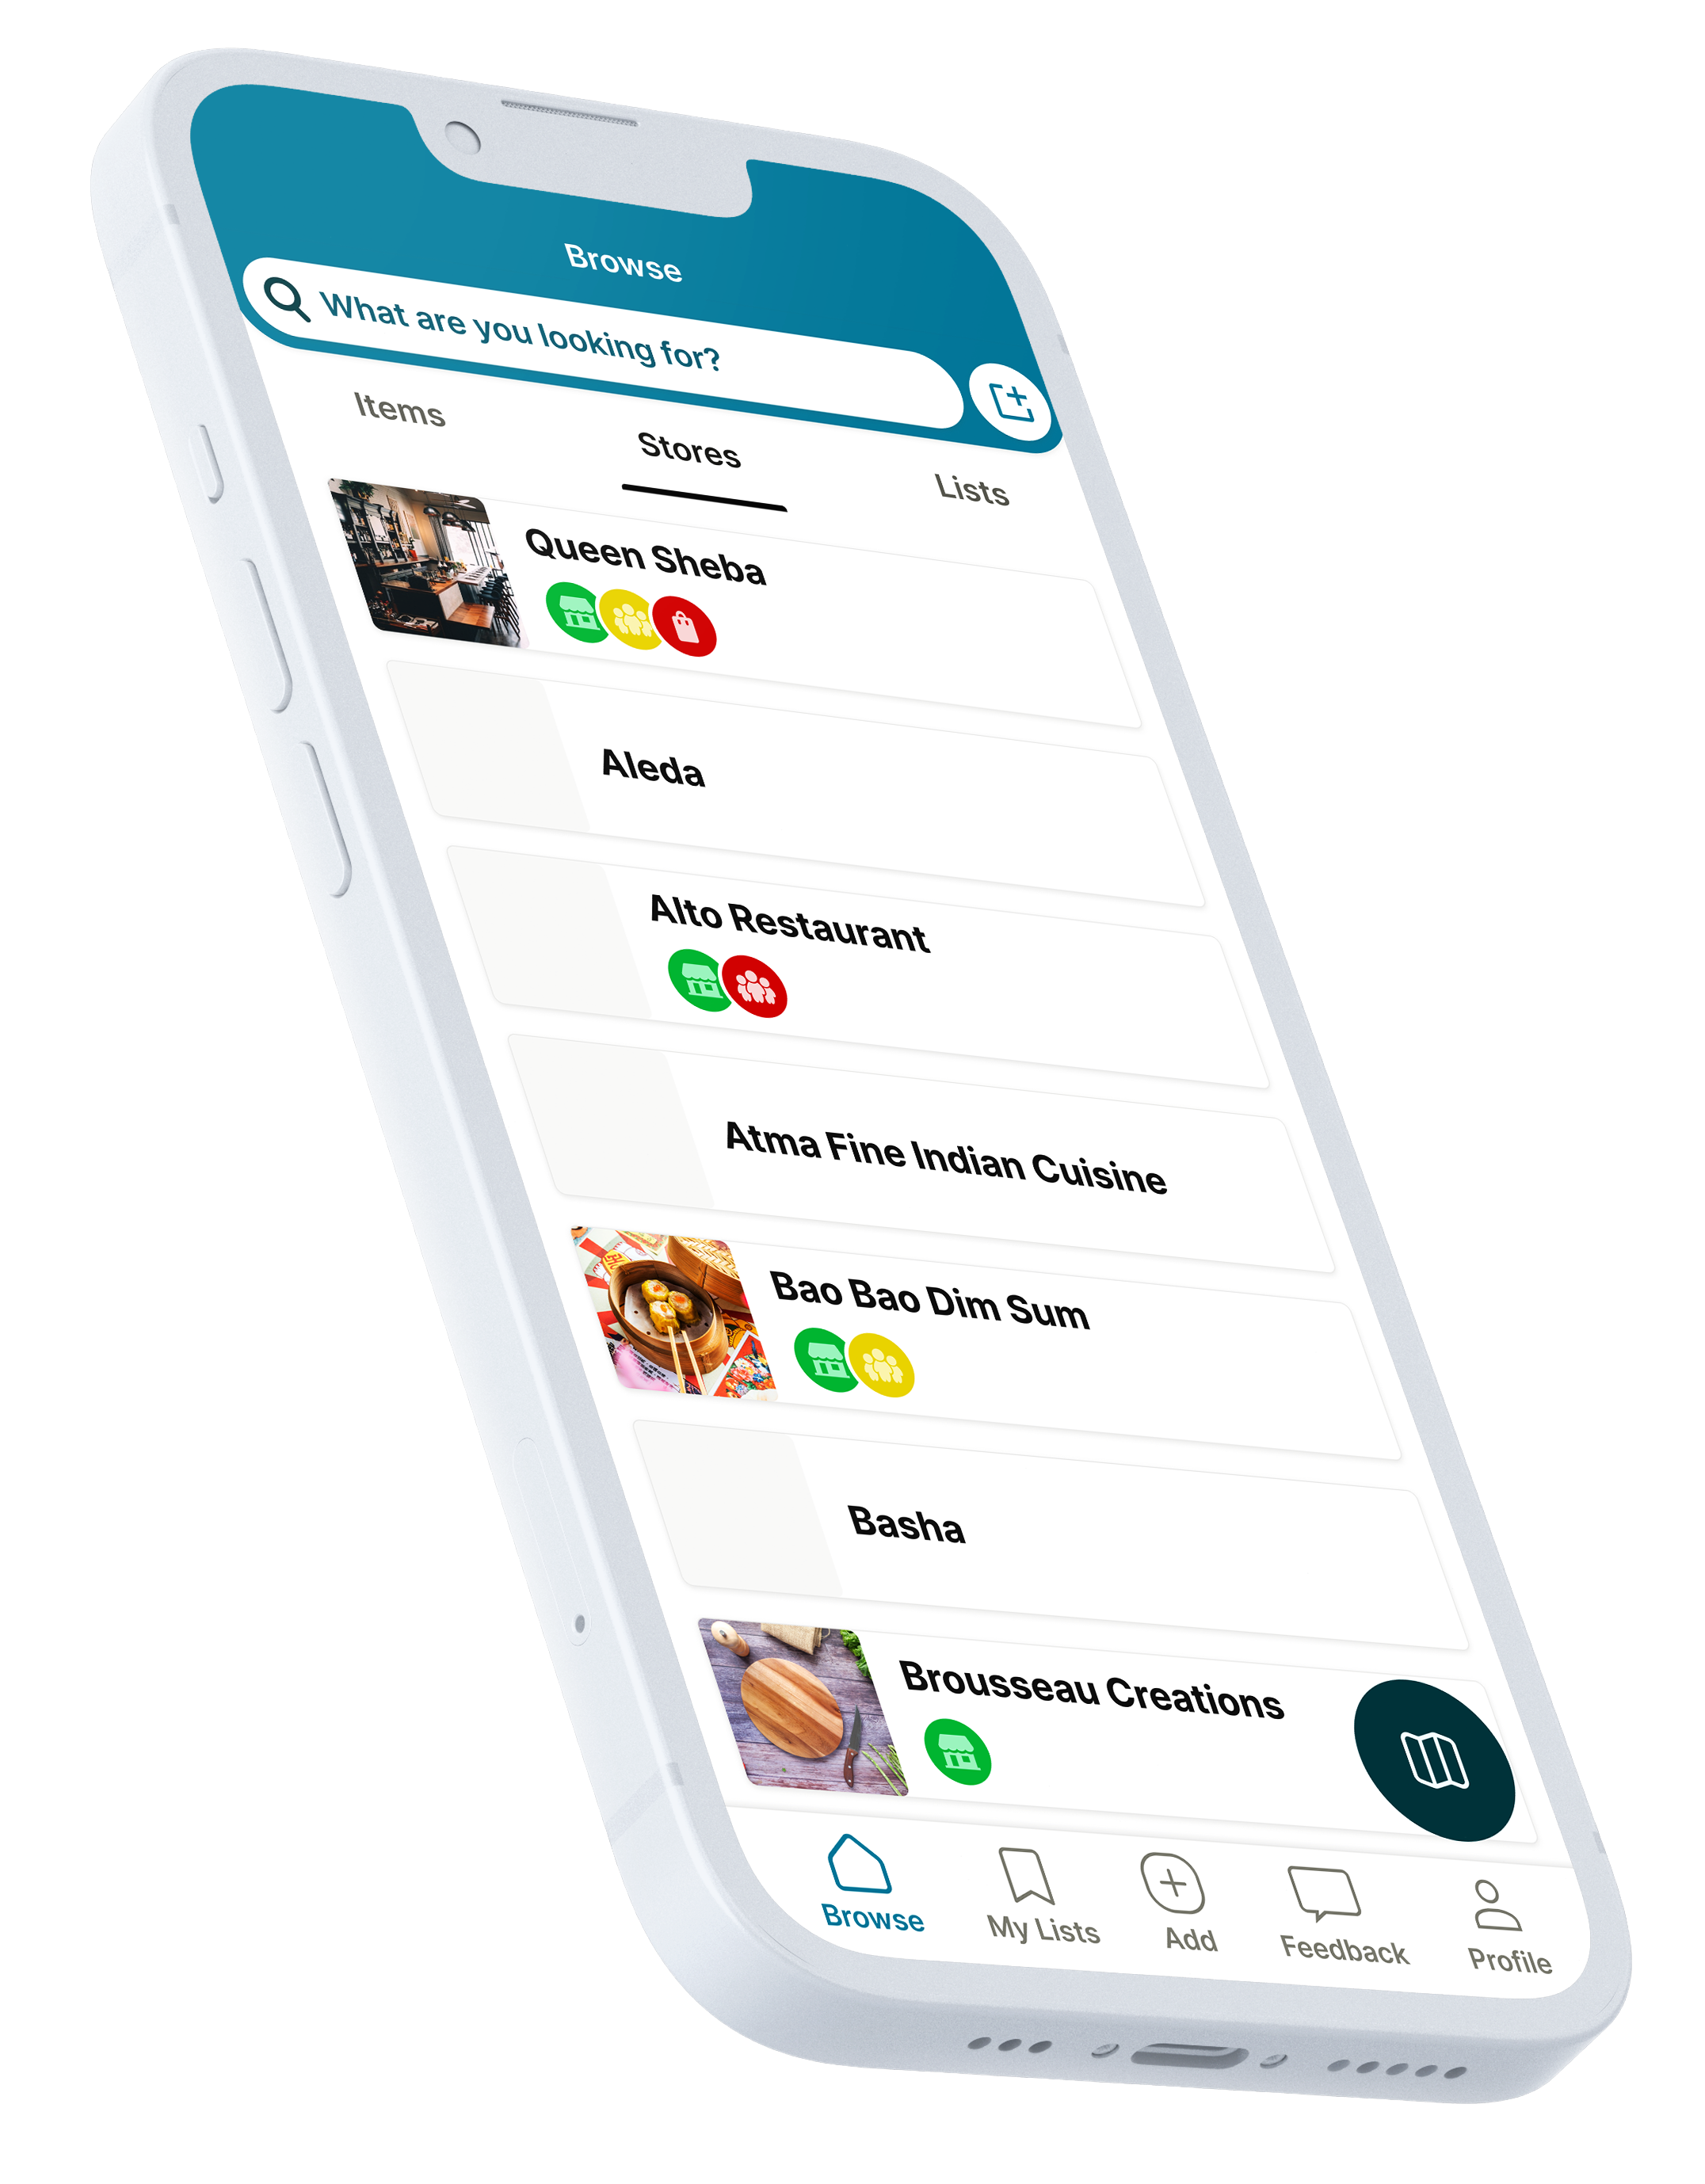 Browse
What are you looking for?
Items
Stores
Lists
Queen Sheba
Aleda
Alto Restaurant
Atma Fine Indian Cuisine
Bao Bao Dim Sum
Basha
Brousseau Creations
Browse
My Lists
Add
Feedback
Profile